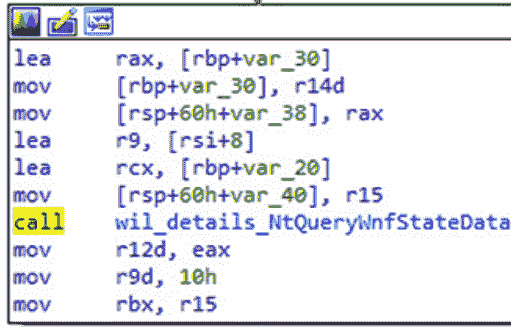 lea rax, [rbp+var_30]
mov [rbp+var_30], r14d
mov [rsp+60h+var_38], rax
lea r9, [rsi+8]
lea rcx, [rbp+var_20]
mov [rsp+60h+var_40], r15
call wil_details_NtQueryWnfStateData
mov r12d, eax
mov r9d, 10h
mov rbx, r15